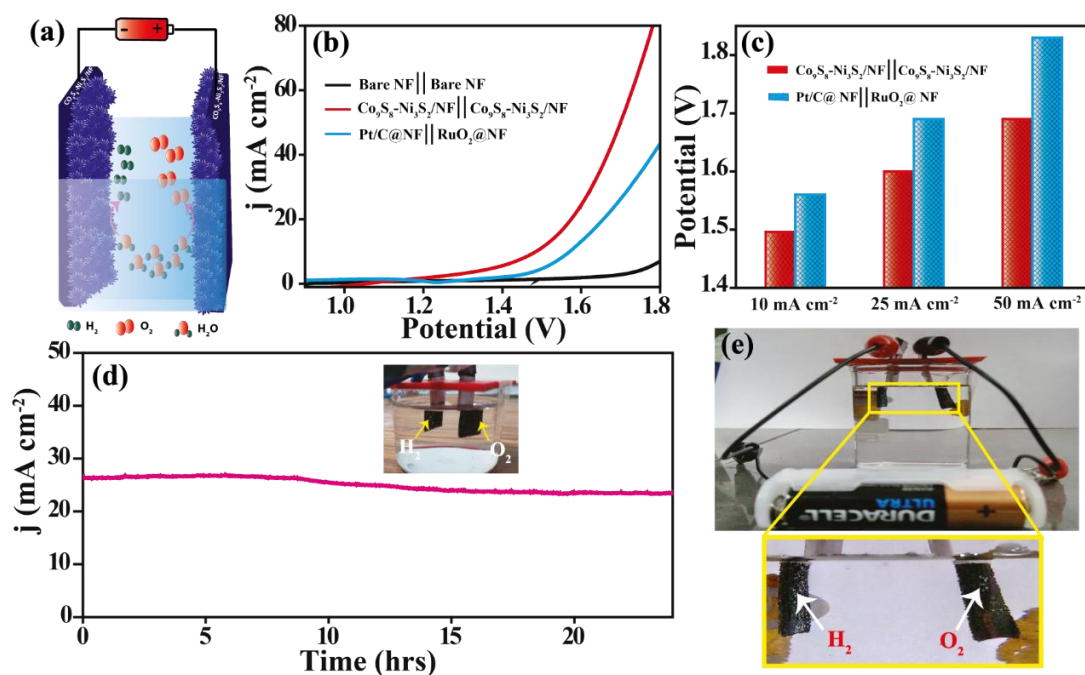 (a)
- +
Co₉S₈-Ni₃S₂/NF
Co₉S₈-Ni₃S₂/NF
H₂ O₂ H₂O
(b)
j (mA cm⁻²)
80
60
40
20
0
Bare NF||Bare NF
Co₉S₈-Ni₃S₂/NF||Co₉S₈-Ni₃S₂/NF
Pt/C@NF||RuO₂@NF
1.0 1.2 1.4 1.6 1.8
Potential (V)
(c)
Potential (V)
1.8
1.7
1.6
1.5
1.4
Co₉S₈-Ni₃S₂/NF||Co₉S₈-Ni₃S₂/NF
Pt/C@ NF||RuO₂@ NF
10 mA cm⁻² 25 mA cm⁻² 50 mA cm⁻²
(d)
j (mA cm⁻²)
50
40
30
20
10
0
H₂ O₂
0 5 10 15 20
Time (hrs)
(e)
DURACELL
ULTRA
+
H₂ O₂